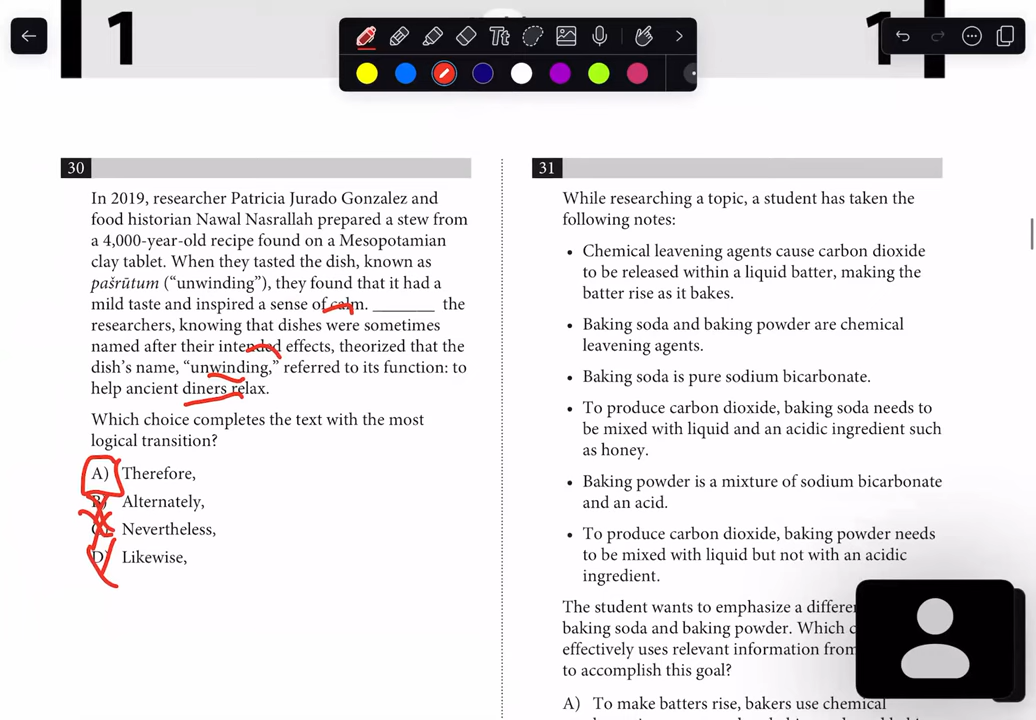 1
1
Tt
30
In 2019, researcher Patricia Jurado Gonzalez and
food historian Nawal Nasrallah prepared a stew from
a 4,000-year-old recipe found on a Mesopotamian
clay tablet. When they tasted the dish, known as
pašrūtum (“unwinding”), they found that it had a
mild taste and inspired a sense of calm. _______ the
researchers, knowing that dishes were sometimes
named after their intended effects, theorized that the
dish’s name, “unwinding,” referred to its function: to
help ancient diners relax.
Which choice completes the text with the most
logical transition?
A) Therefore,
B) Alternately,
C) Nevertheless,
D) Likewise,
31
While researching a topic, a student has taken the
following notes:
• Chemical leavening agents cause carbon dioxide
to be released within a liquid batter, making the
batter rise as it bakes.
• Baking soda and baking powder are chemical
leavening agents.
• Baking soda is pure sodium bicarbonate.
• To produce carbon dioxide, baking soda needs to
be mixed with liquid and an acidic ingredient such
as honey.
• Baking powder is a mixture of sodium bicarbonate
and an acid.
• To produce carbon dioxide, baking powder needs
to be mixed with liquid but not with an acidic
ingredient.
The student wants to emphasize a
baking soda and baking powder. Which
effectively uses relevant information from
to accomplish this goal?
A) To make batters rise, bakers use chemical